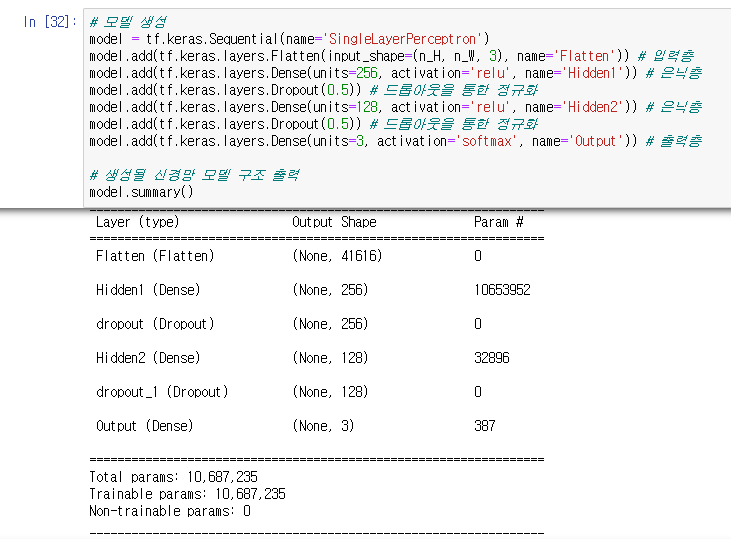 In [32]: # 모델 생성
model = tf.keras.Sequential(name='SingleLayerPerceptron')
model.add(tf.keras.layers.Flatten(input_shape=(n_H, n_W, 3), name='Flatten')) # 입력층
model.add(tf.keras.layers.Dense(units=256, activation='relu', name='Hidden1')) # 은닉층
model.add(tf.keras.layers.Dropout(0.5)) # 드롭아웃을 통한 정규화
model.add(tf.keras.layers.Dense(units=128, activation='relu', name='Hidden2')) # 은닉층
model.add(tf.keras.layers.Dropout(0.5)) # 드롭아웃을 통한 정규화
model.add(tf.keras.layers.Dense(units=3, activation='softmax', name='Output')) # 출력층
# 생성될 신경망 모델 구조 출력
model.summary()
Layer (type) Output Shape Param #
=================================================================
Flatten (Flatten) (None, 41616) 0
Hidden1 (Dense) (None, 256) 10653952
dropout (Dropout) (None, 256) 0
Hidden2 (Dense) (None, 128) 32896
dropout_1 (Dropout) (None, 128) 0
Output (Dense) (None, 3) 387
=================================================================
Total params: 10,687,235
Trainable params: 10,687,235
Non-trainable params: 0
_________________________________________________________________